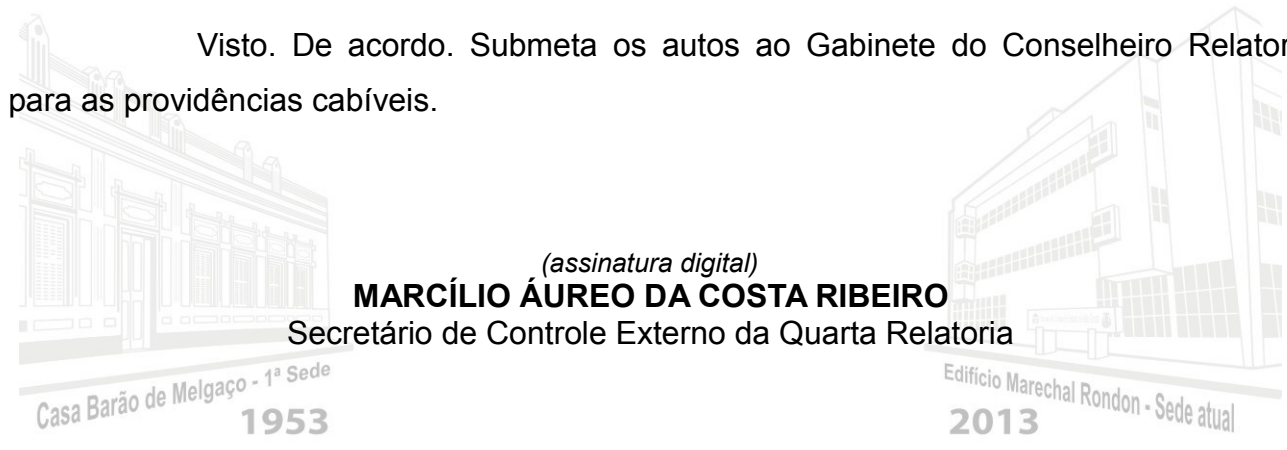 Visto. De acordo. Submeta os autos ao Gabinete do Conselheiro Relator
para as providências cabíveis.
(assinatura digital)
MARCÍLIO ÁUREO DA COSTA RIBEIRO
Secretário de Controle Externo da Quarta Relatoria
Casa Barão de Melgaço - 1ª Sede
1953
Edifício Marechal Rondon - Sede atual
2013